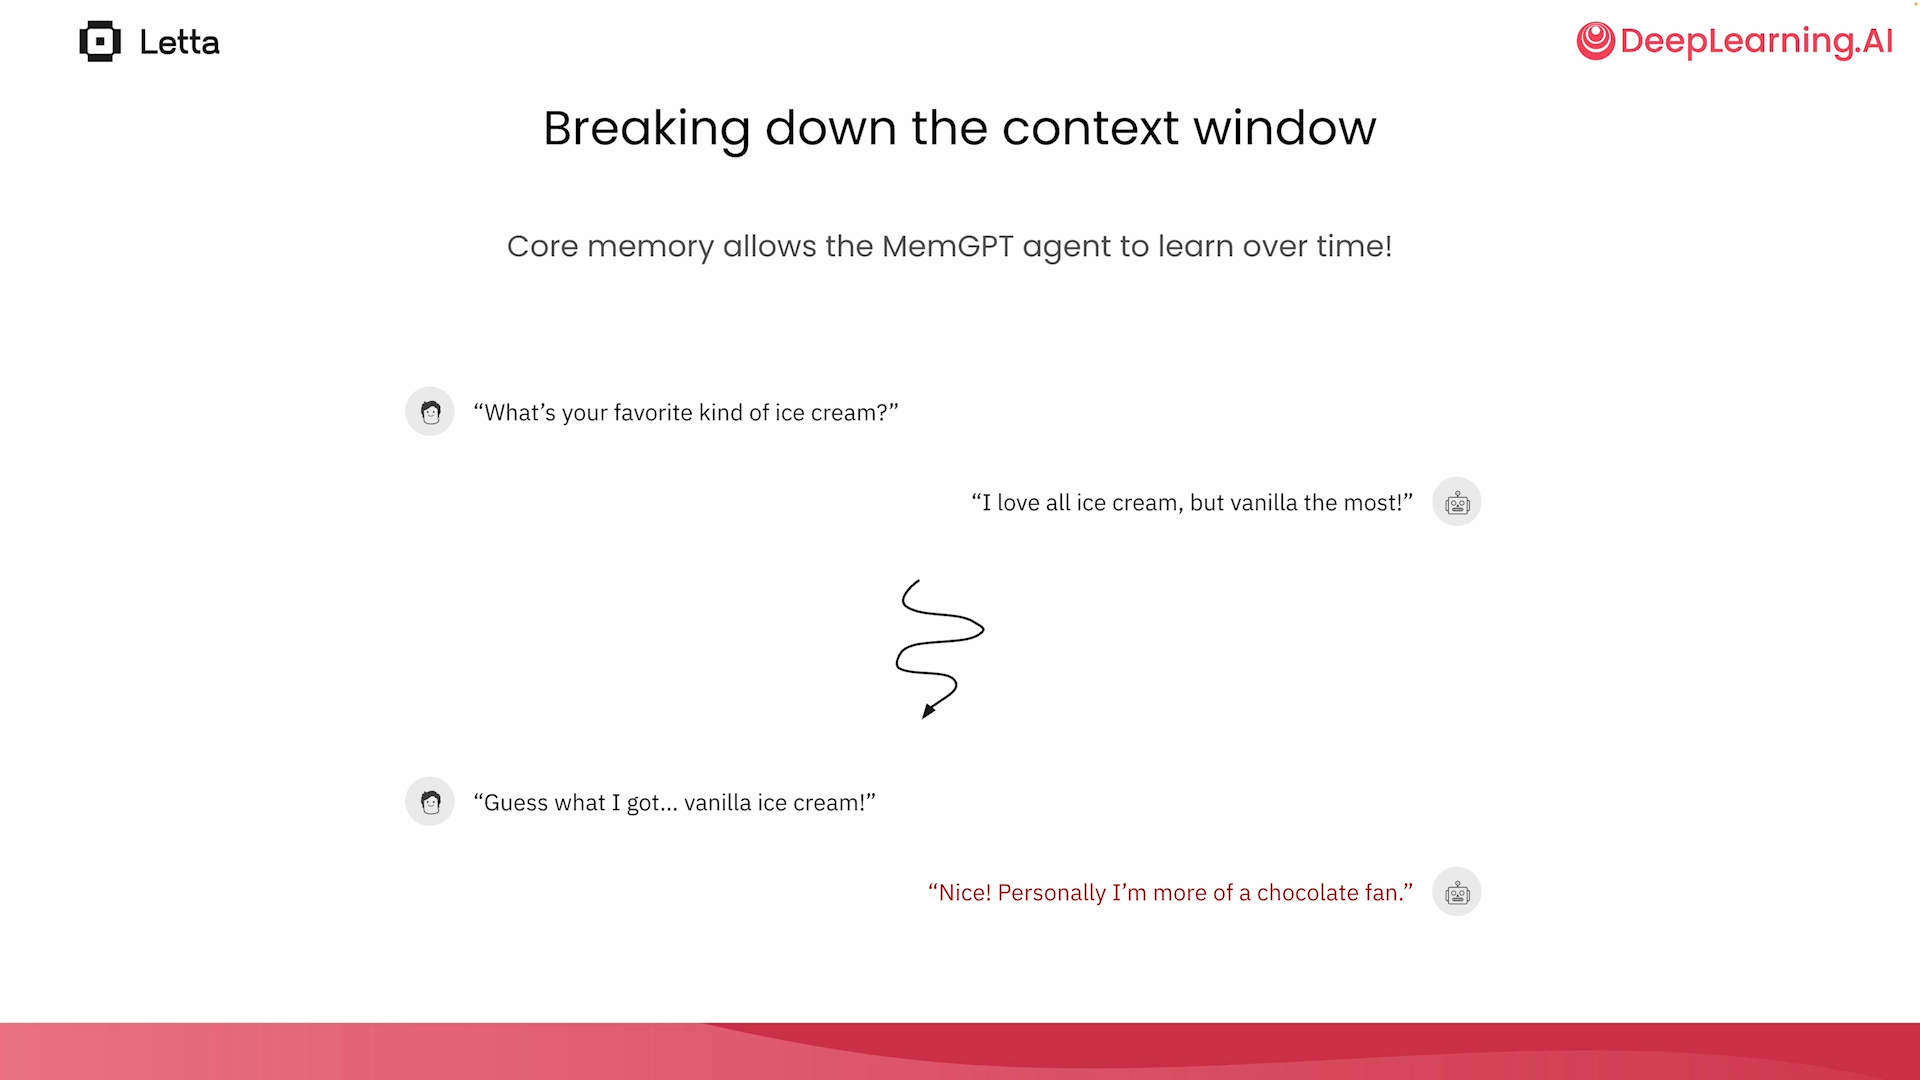 Letta
DeepLearning.AI
Breaking down the context window
Core memory allows the MemGPT agent to learn over time!
“What’s your favorite kind of ice cream?”
“I love all ice cream, but vanilla the most!”
“Guess what I got... vanilla ice cream!”
“Nice! Personally I’m more of a chocolate fan.”